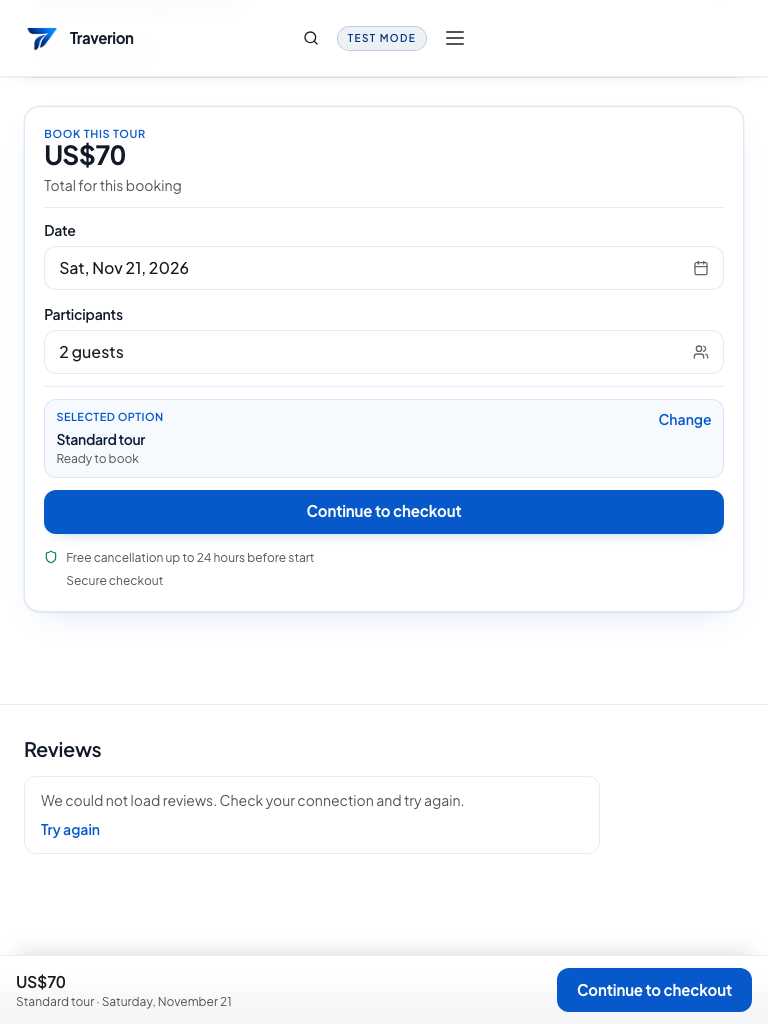 Traverion
TEST MODE
BOOK THIS TOUR
US$70
Total for this booking
Date
Sat, Nov 21, 2026
Participants
2 guests
SELECTED OPTION
Change
Standard tour
Ready to book
Continue to checkout
Free cancellation up to 24 hours before start
Secure checkout
Reviews
We could not load reviews. Check your connection and try again.
Try again
US$70
Standard tour · Saturday, November 21
Continue to checkout